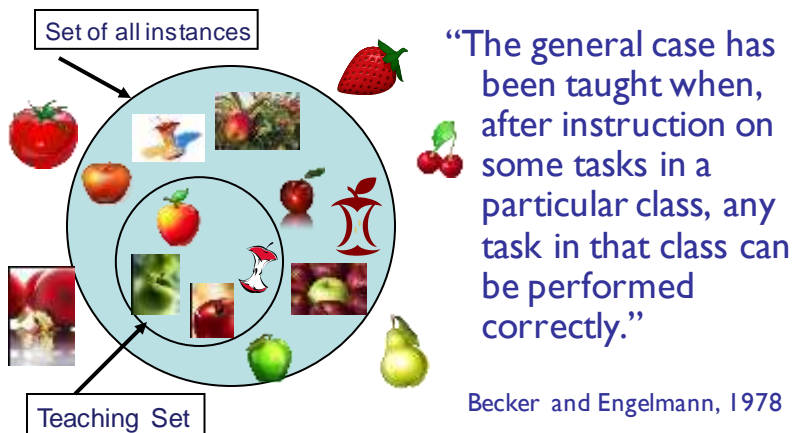 Set of all instances
Teaching Set
“The general case has
been taught when,
after instruction on
some tasks in a
particular class, any
task in that class can
be performed
correctly.”
Becker and Engelmann, 1978